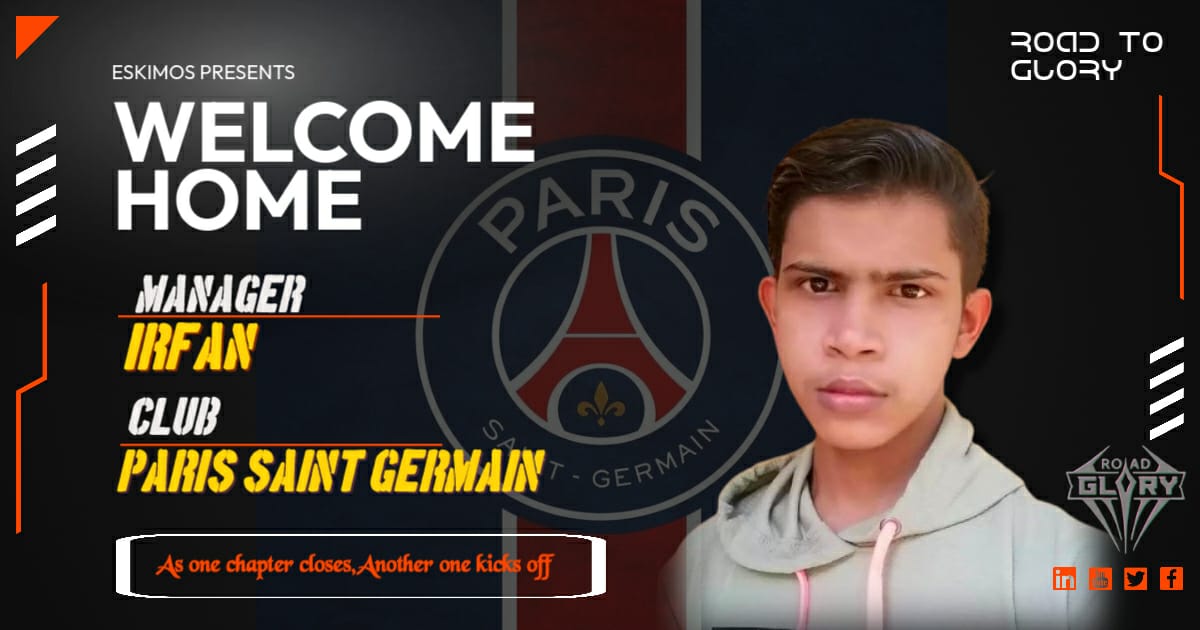 ESKIMOS PRESENTS
WELCOME
HOME
MANAGER
IRFAN
CLUB
PARIS SAINT GERMAIN
As one chapter closes,Another one kicks off
PARIS
SAINT-GERMAIN
ROAD TO
GLORY
ROAD
GLORY